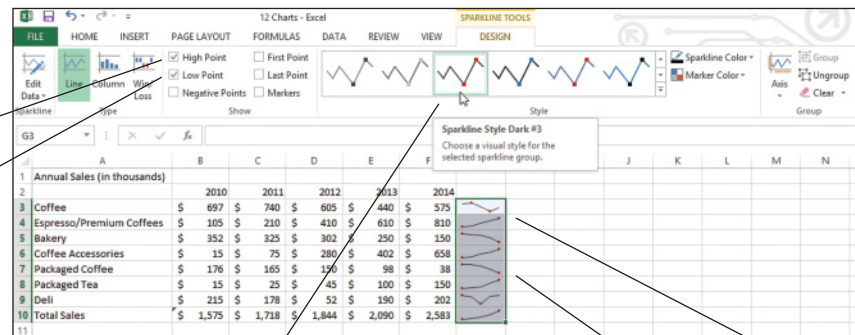 12 Charts - Excel
SPARKLINE TOOLS
FILE HOME INSERT PAGE LAYOUT FORMULAS DATA REVIEW VIEW DESIGN
High Point First Point
Low Point Last Point
Negative Points Markers
Edit Data
Line Column Win/Loss
Sparkline Color
Marker Color
Axis
Group
Ungroup
Clear
Sparkline Type Show Style Group
Sparkline Style Dark #3
Choose a visual style for the
selected sparkline group.
G3 fx
A B C D E F J K L M N
1 Annual Sales (in thousands)
2 2010 2011 2012 2013 2014
3 Coffee $ 697 $ 740 $ 605 $ 440 $ 575
4 Espresso/Premium Coffees $ 105 $ 210 $ 410 $ 610 $ 810
5 Bakery $ 352 $ 325 $ 302 $ 250 $ 150
6 Coffee Accessories $ 15 $ 75 $ 280 $ 402 $ 658
7 Packaged Coffee $ 176 $ 165 $ 150 $ 98 $ 38
8 Packaged Tea $ 15 $ 25 $ 45 $ 100 $ 150
9 Deli $ 215 $ 178 $ 52 $ 190 $ 202
10 Total Sales $ 1,575 $ 1,718 $ 1,844 $ 2,090 $ 2,583
11